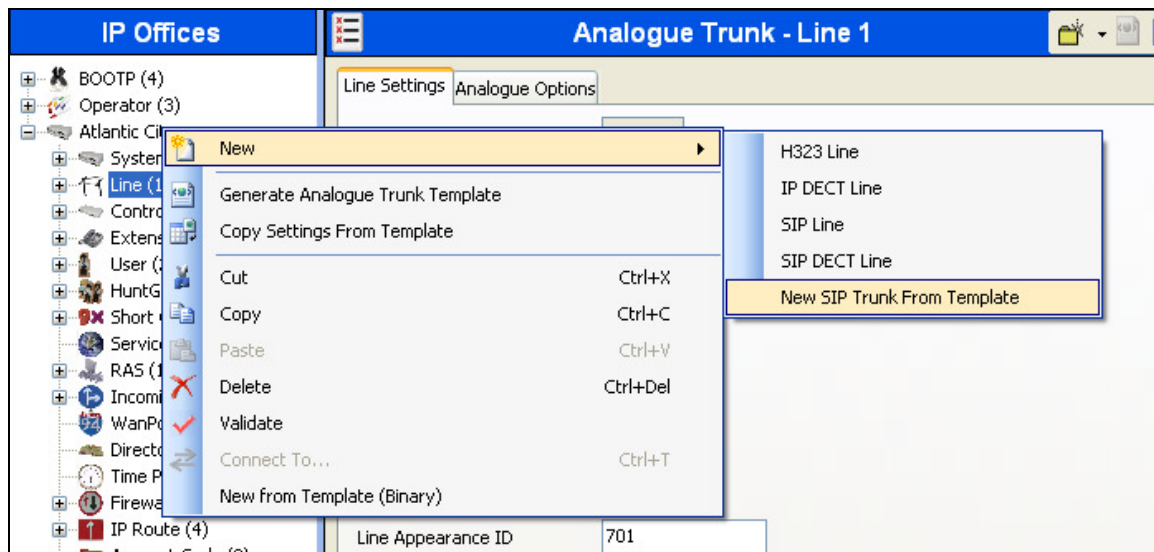 IP Offices
Analogue Trunk - Line 1
BOOTP (4)
Operator (3)
Atlantic Ci
System
Line (1
Contro
Extens
User (2
HuntG
Short
Servic
RAS (1
Incomi
WanPo
Directo
Time P
Firewa
IP Route (4)
Line Settings
Analogue Options
New
Generate Analogue Trunk Template
Copy Settings From Template
Cut Ctrl+X
Copy Ctrl+C
Paste Ctrl+V
Delete Ctrl+Del
Validate
Connect To... Ctrl+T
New from Template (Binary)
H323 Line
IP DECT Line
SIP Line
SIP DECT Line
New SIP Trunk From Template
Line Appearance ID 701